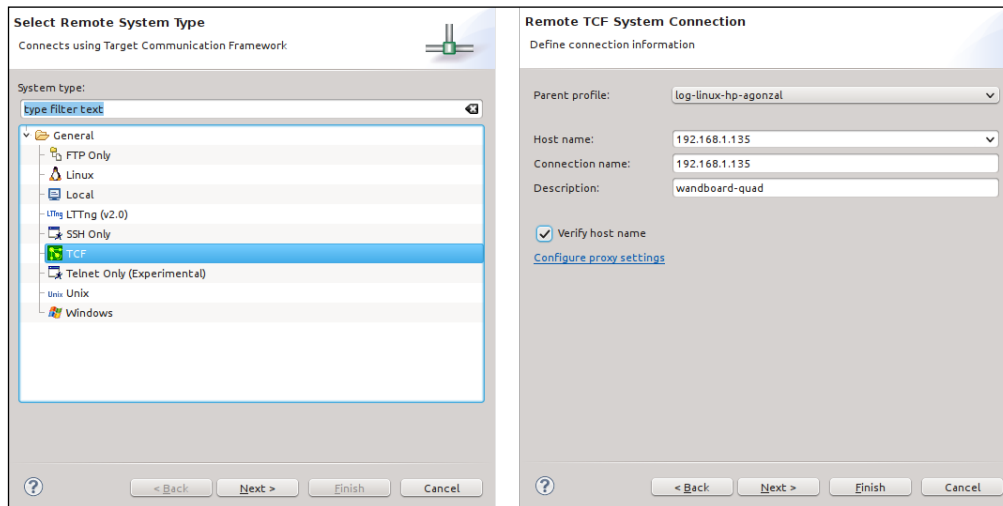 Select Remote System Type
Connects using Target Communication Framework
System type:
type filter text
General
FTP Only
Linux
Local
LTTng LTTng (v2.0)
SSH Only
TCF
Telnet Only (Experimental)
Unix Unix
Windows
? < Back Next > Finish Cancel
Remote TCF System Connection
Define connection information
Parent profile: log-linux-hp-agonzal
Host name: 192.168.1.135
Connection name: 192.168.1.135
Description: wandboard-quad
Verify host name
Configure proxy settings
? < Back Next > Finish Cancel